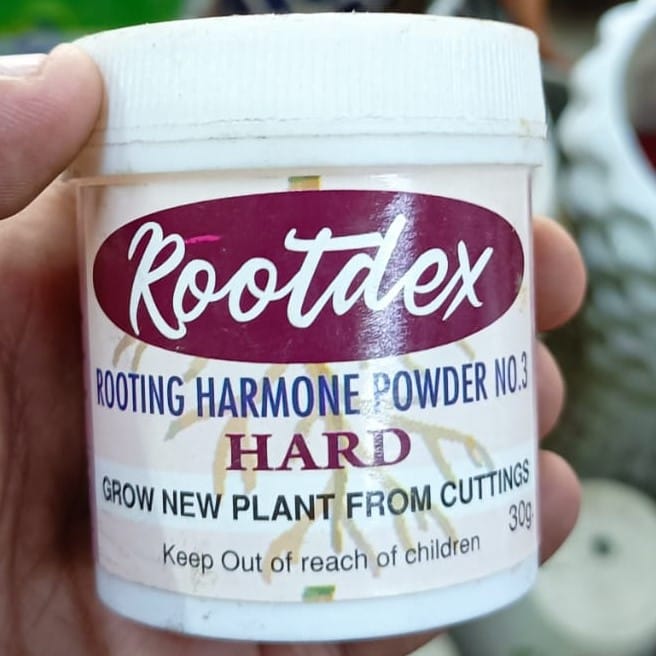 Rootdex
ROOTING HARMONE POWDER NO.3
HARD
GROW NEW PLANT FROM CUTTINGS
30g.
Keep Out of reach of children